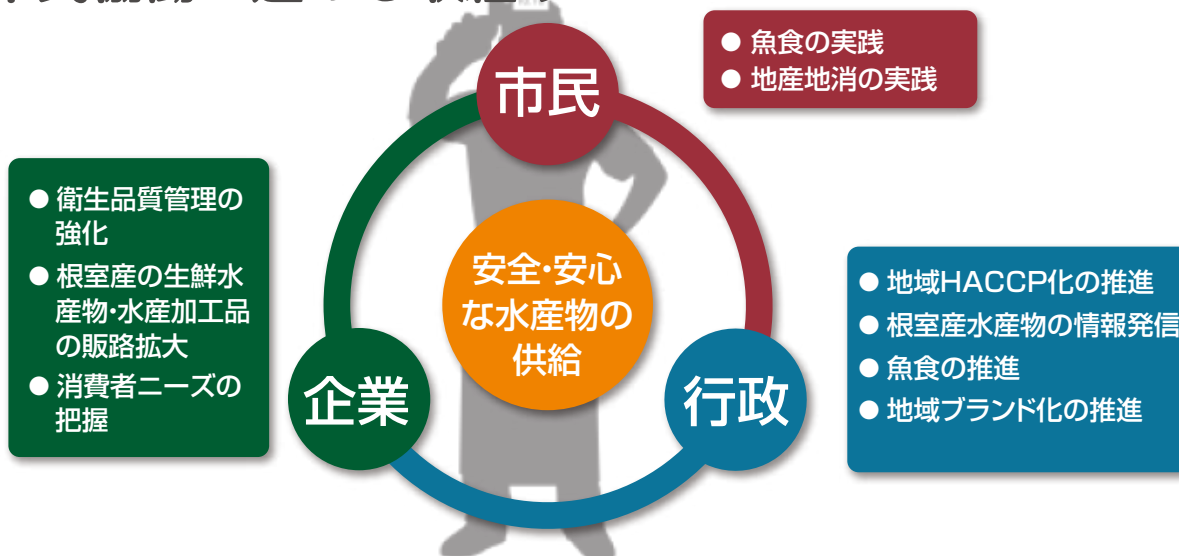 市民
● 魚食の実践
● 地産地消の実践
● 衛生品質管理の
強化
● 根室産の生鮮水
産物・水産加工品
の販路拡大
● 消費者ニーズの
把握
安全・安心
な水産物の
供給
● 地域HACCP化の推進
● 根室産水産物の情報発信
● 魚食の推進
● 地域ブランド化の推進
企業
行政